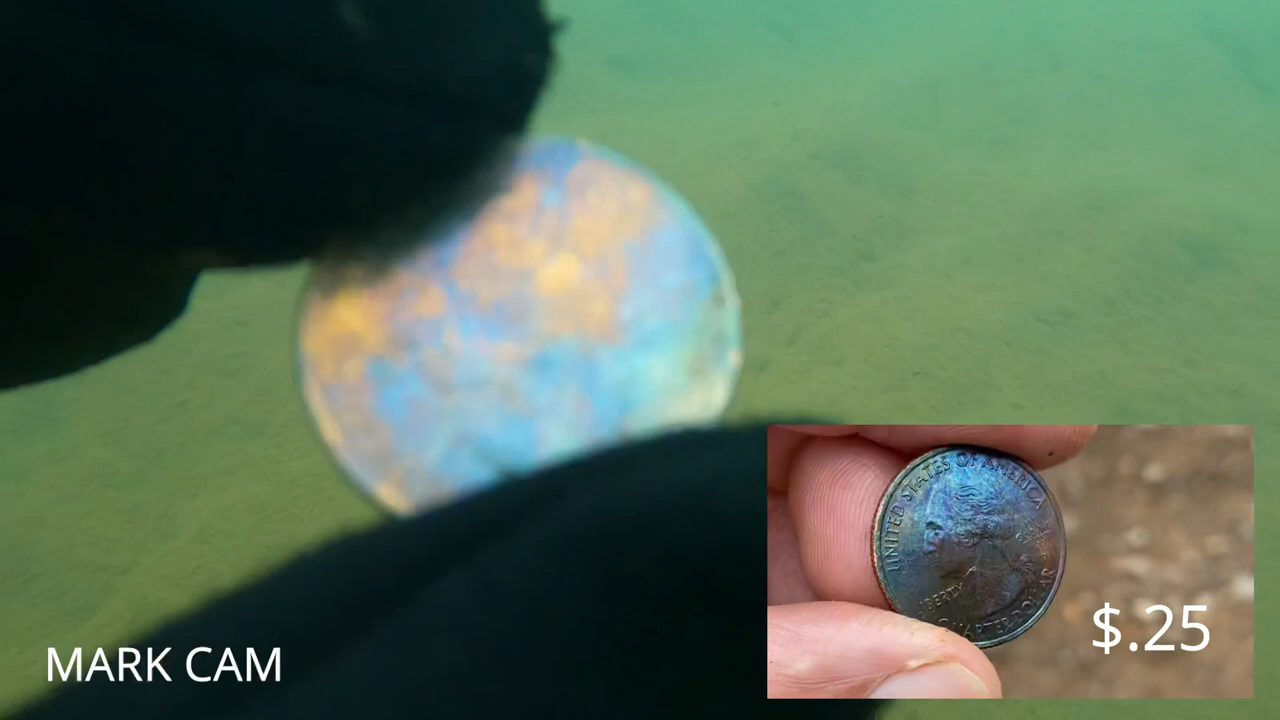 UNITED STATES OF AMERICA
LIBERTY
QUARTER DOLLAR
$.25
MARK CAM